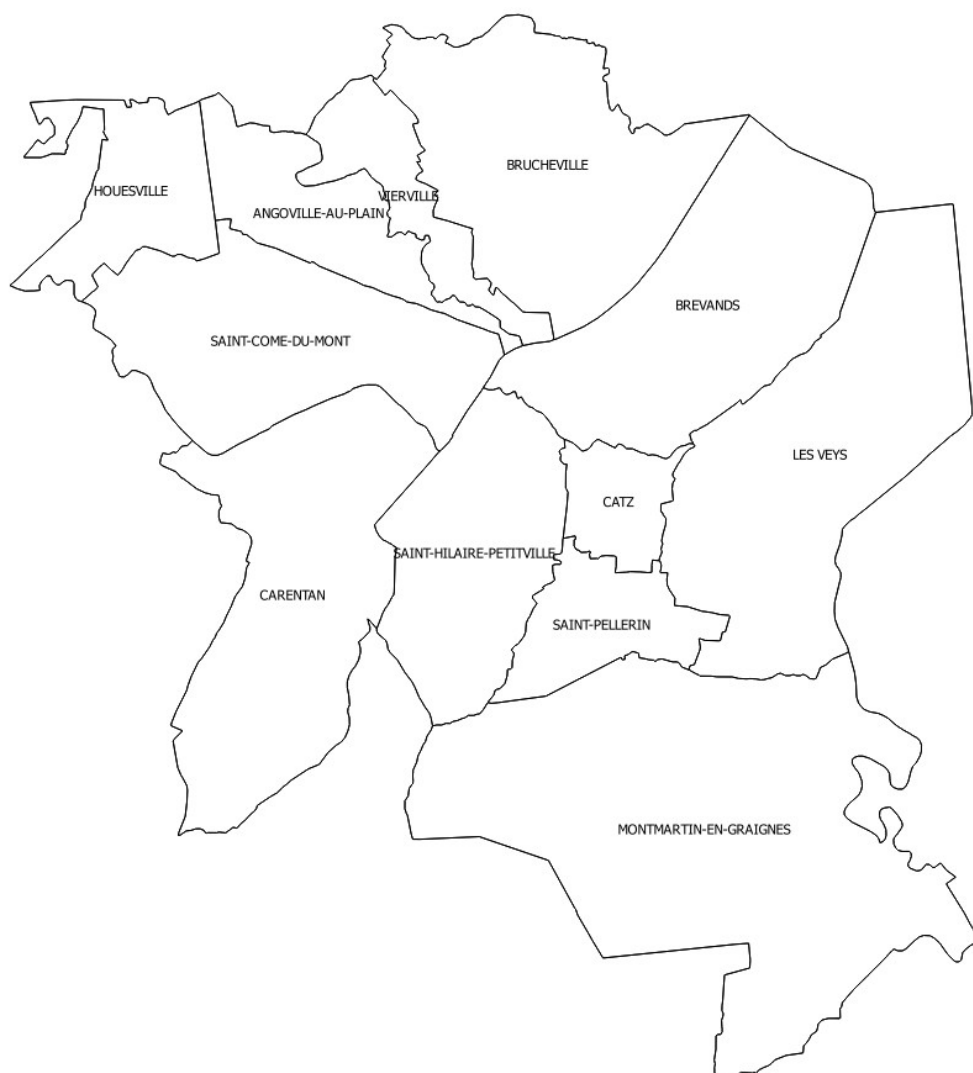 BRUCHEVILLE
HOUESVILLE
VIERVILLE
ANGOVILLE-AU-PLAIN
BREVANDS
SAINT-COME-DU-MONT
LES VEYS
CATZ
SAINT-HILAIRE-PETITVILLE
CARENTAN
SAINT-PELLERIN
MONTMARTIN-EN-GRAIGNES